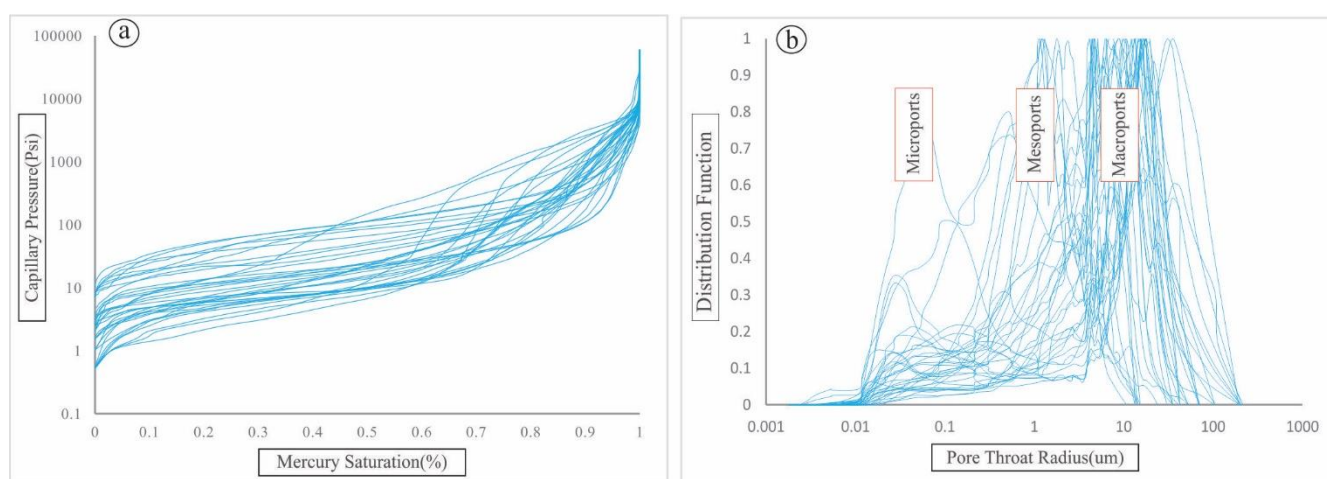 a
100000
10000
1000
100
10
1
0.1
Capillary Pressure(Psi)
0 0.1 0.2 0.3 0.4 0.5 0.6 0.7 0.8 0.9 1
Mercury Saturation(%)
b
1
0.9
0.8
0.7
0.6
0.5
0.4
0.3
0.2
0.1
0
Distribution Function
Microports
Mesoports
Macroports
0.001 0.01 0.1 1 10 100 1000
Pore Throat Radius(um)